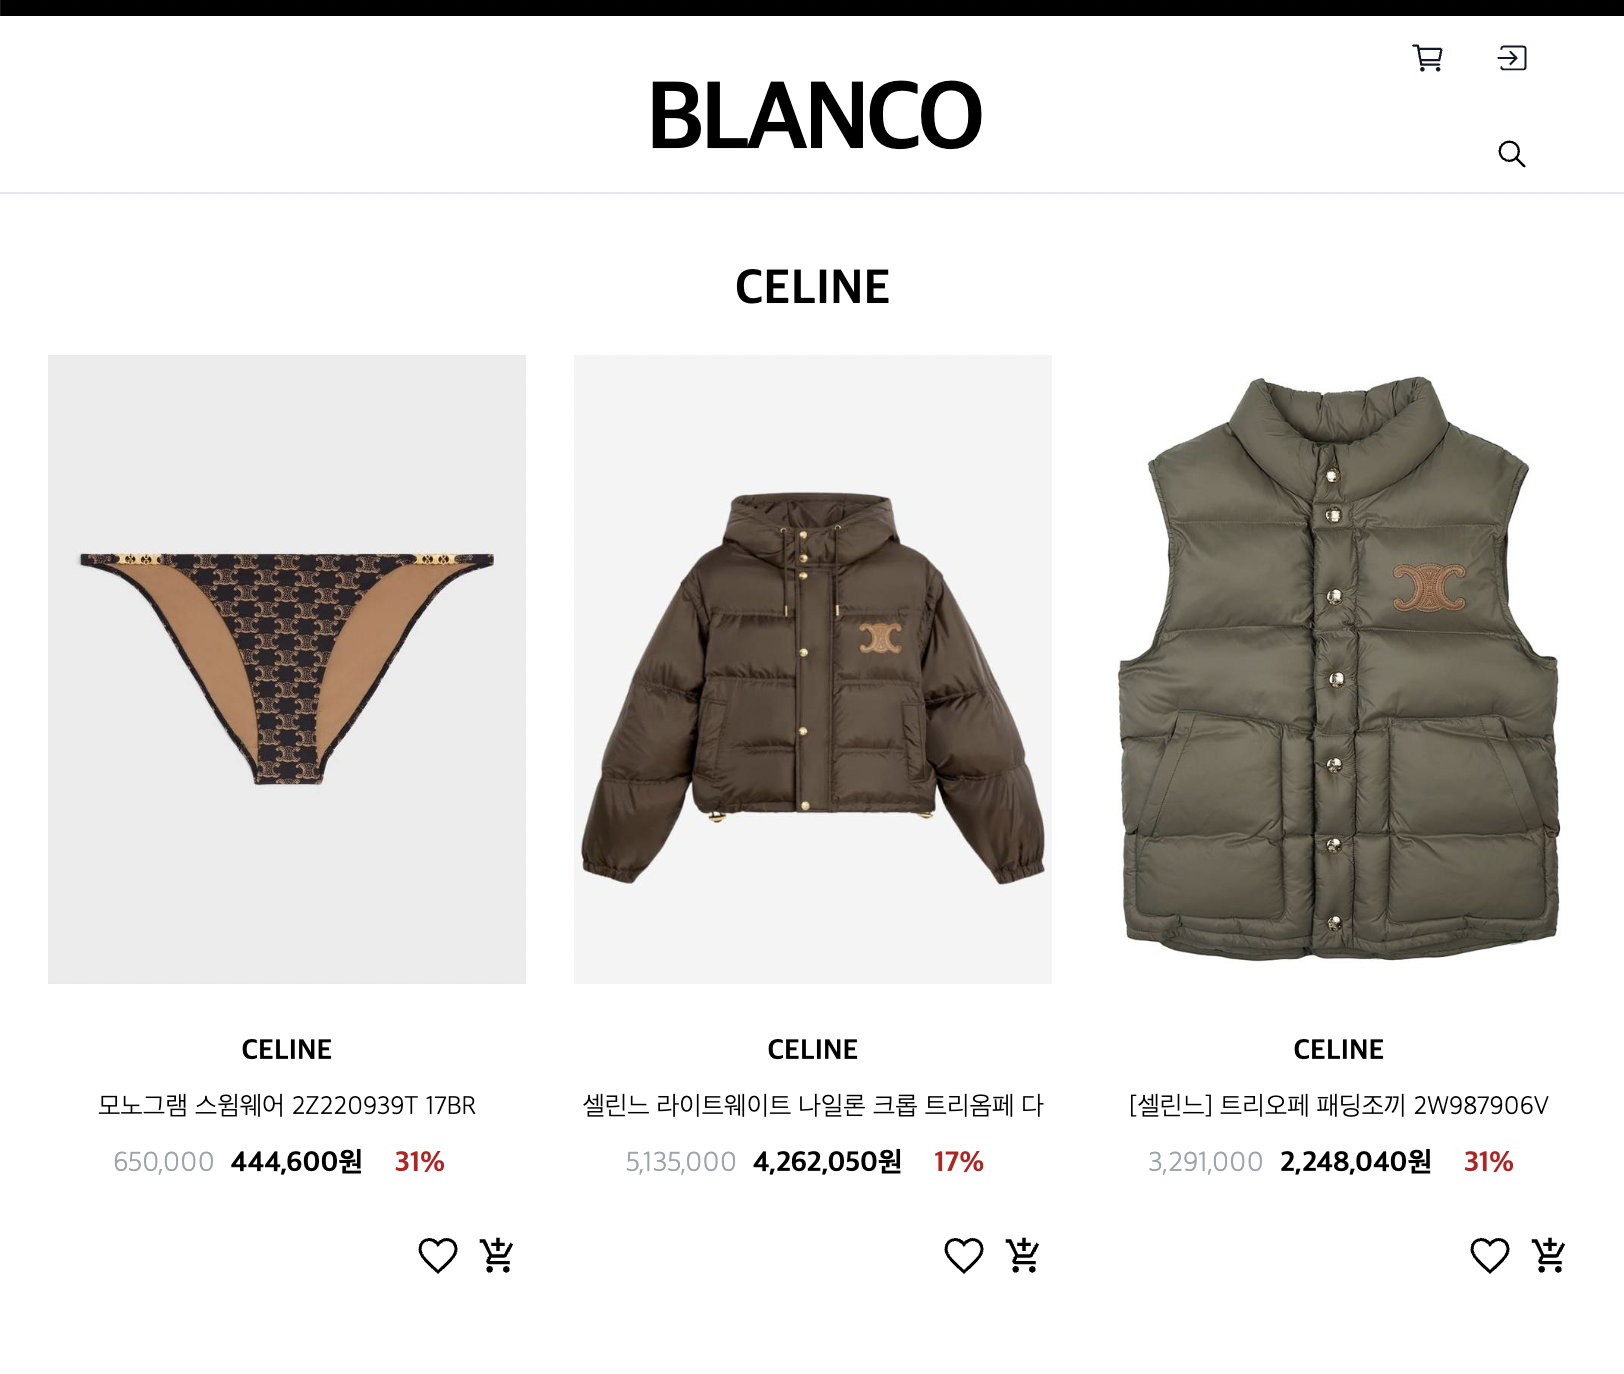 BLANCO
CELINE
CELINE
모노그램 스윔웨어 2Z220939T 17BR
650,000 444,600원 31%
CELINE
셀린느 라이트웨이트 나일론 크롭 트리옴페 다
5,135,000 4,262,050원 17%
CELINE
[셀린느] 트리오페 패딩조끼 2W987906V
3,291,000 2,248,040원 31%